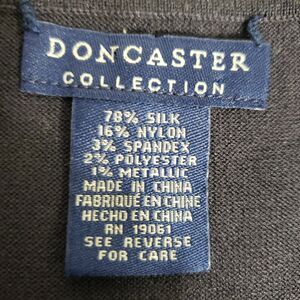 DONCASTER
COLLECTION
78% SILK
16% NYLON
3% SPANDEX
2% POLYESTER
1% METALLIC
MADE IN CHINA
FABRIQUÉ EN CHINE
HECHO EN CHINA
RN 19061
SEE REVERSE
FOR CARE